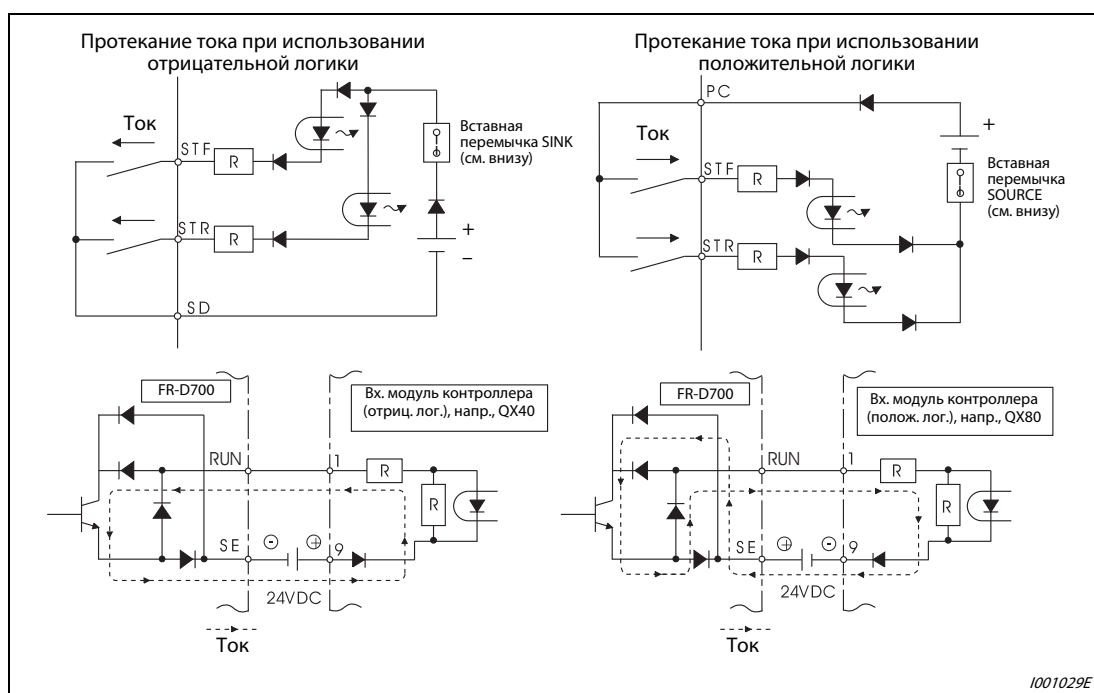 Протекание тока при использовании
отрицательной логики
Ток
STF
R
STR
R
SD
Вставная
перемычка SINK
(см. внизу)
+
−
Протекание тока при использовании
положительной логики
PC
Ток
STF
R
STR
R
+
Вставная
перемычка
SOURCE
(см. внизу)
FR-D700
Вх. модуль контроллера
(отриц. лог.), напр., QX40
RUN
1
R
R
SE
⊖
⊕
9
24VDC
Ток
FR-D700
Вх. модуль контроллера
(полож. лог.), напр., QX80
RUN
1
R
R
SE
⊕
⊖
9
24VDC
Ток
I001029E